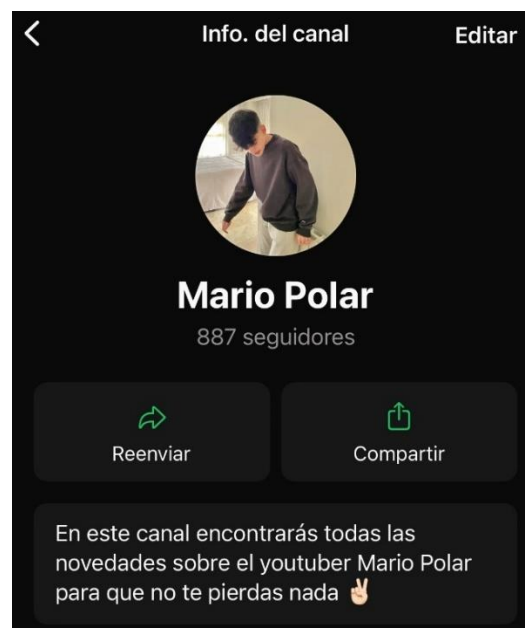 Info. del canal
Editar
Mario Polar
887 seguidores
Reenviar
Compartir
En este canal encontrarás todas las
novedades sobre el youtuber Mario Polar
para que no te pierdas nada ✌🏻